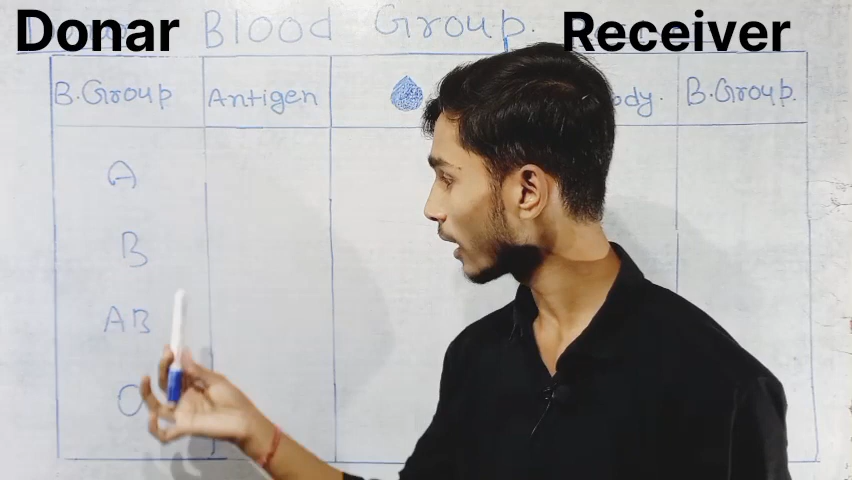 Donar Blood Group. Receiver
B.Group Antigen ody. B.Group.
A
B
AB
O